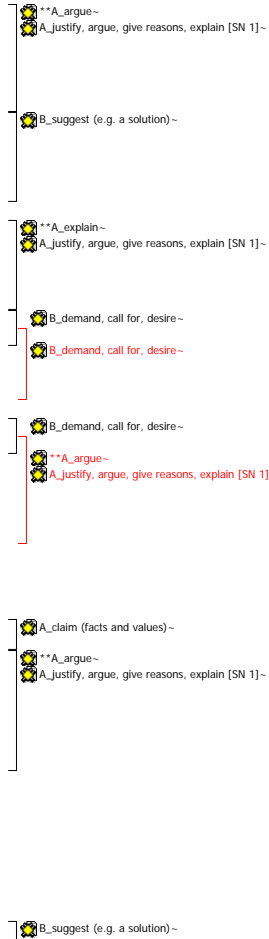 **A_argue~
A_justify, argue, give reasons, explain [SN 1]~
B_suggest (e.g. a solution)~
**A_explain~
A_justify, argue, give reasons, explain [SN 1]~
B_demand, call for, desire~
B_demand, call for, desire~
B_demand, call for, desire~
**A_argue~
A_justify, argue, give reasons, explain [SN 1]
A_claim (facts and values)~
**A_argue~
A_justify, argue, give reasons, explain [SN 1]~
B_suggest (e.g. a solution)~